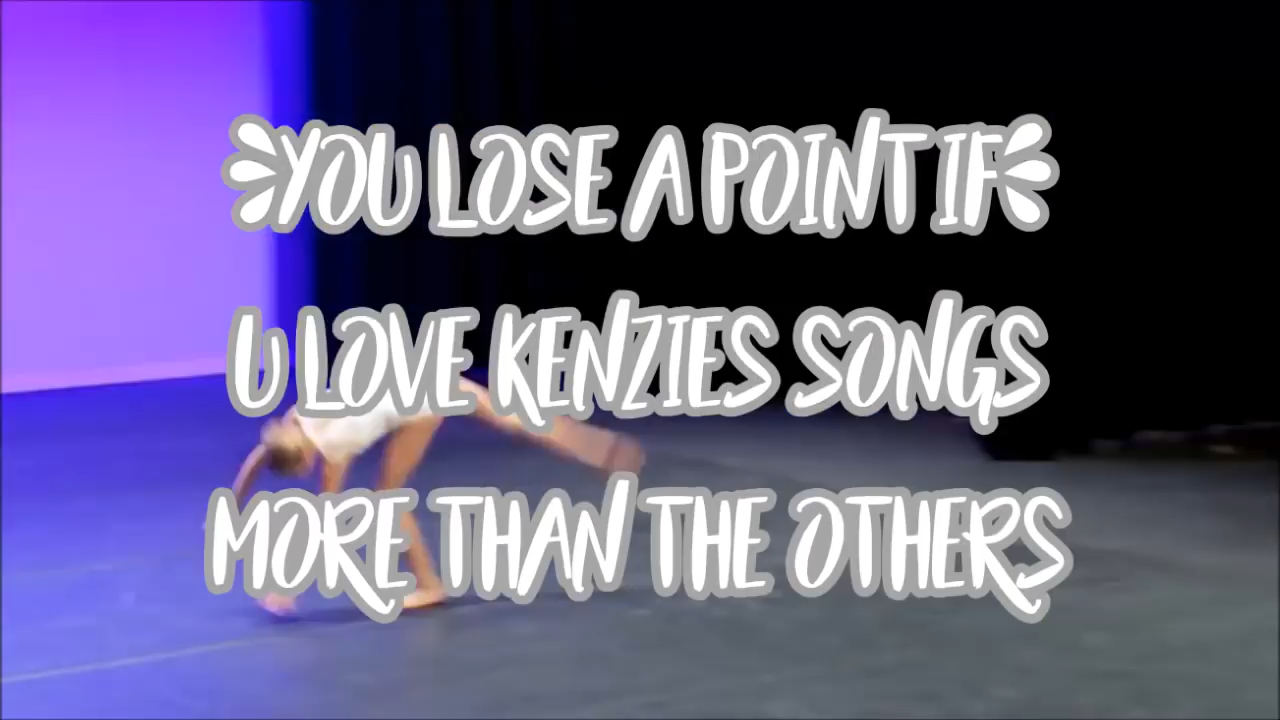 YOU LOSE A POINT IF
U LOVE KENZIES SONGS
MORE THAN THE OTHERS